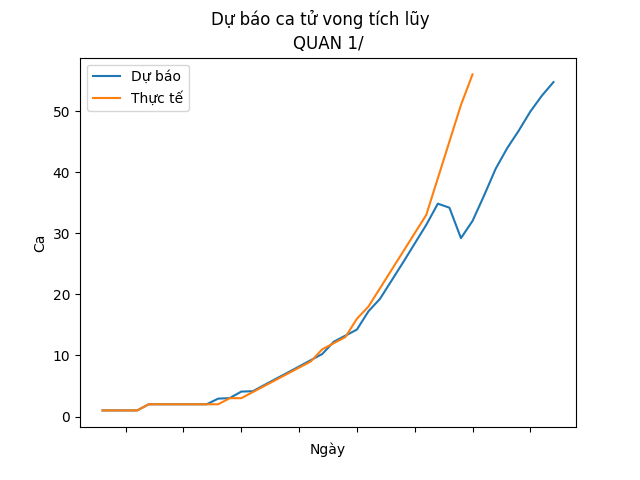 Dự báo ca tử vong tích lũy
QUAN 1/
Dự báo
Thực tế
50
40
30
20
10
0
Ca
Ngày